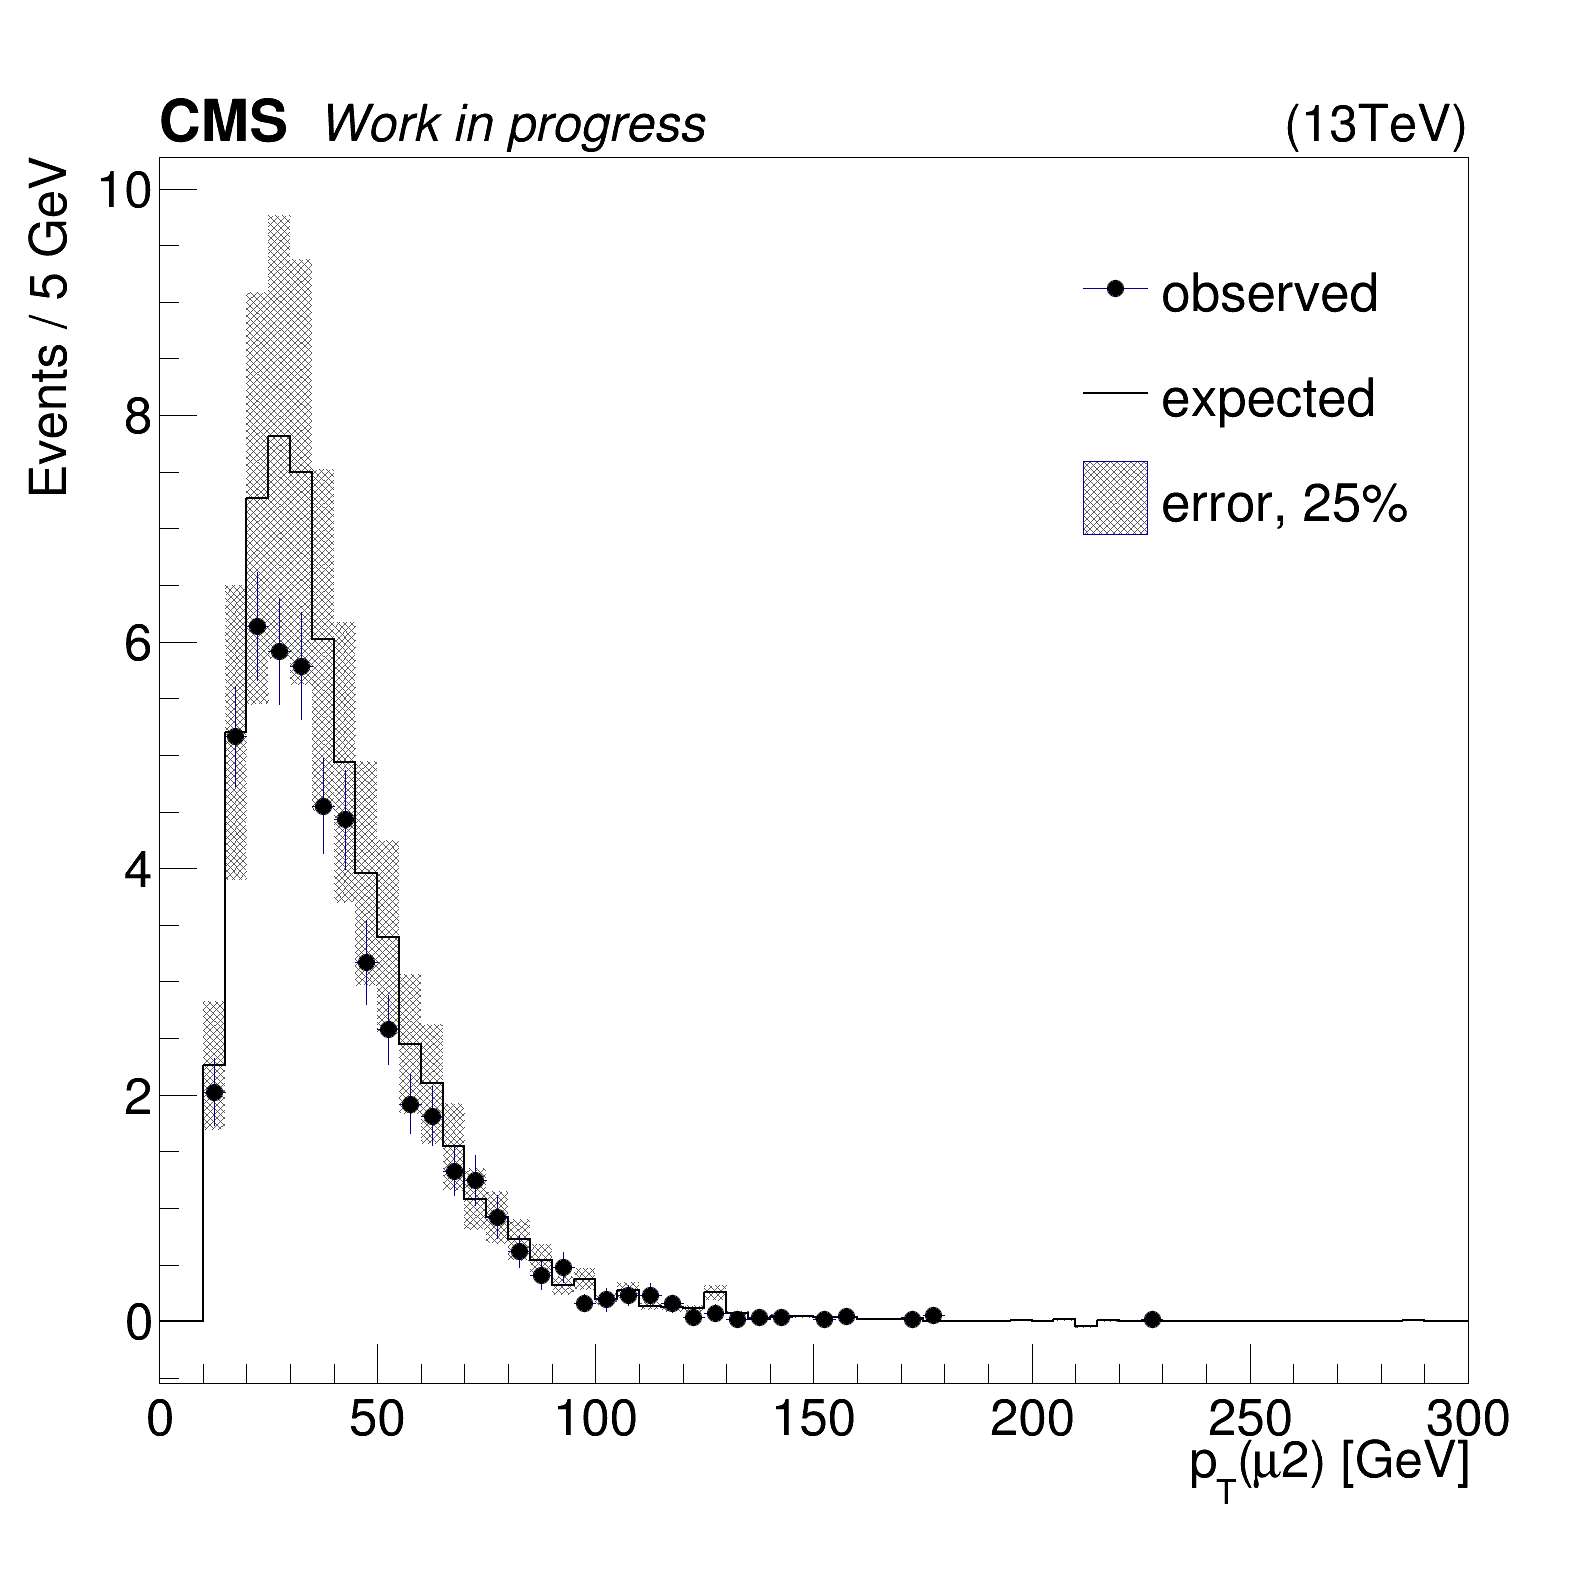 CMS Work in progress (13TeV)
Events / 5 GeV
10
8
6
4
2
0
observed
expected
error, 25%
0 50 100 150 200 250 300
p_T(μ2) [GeV]